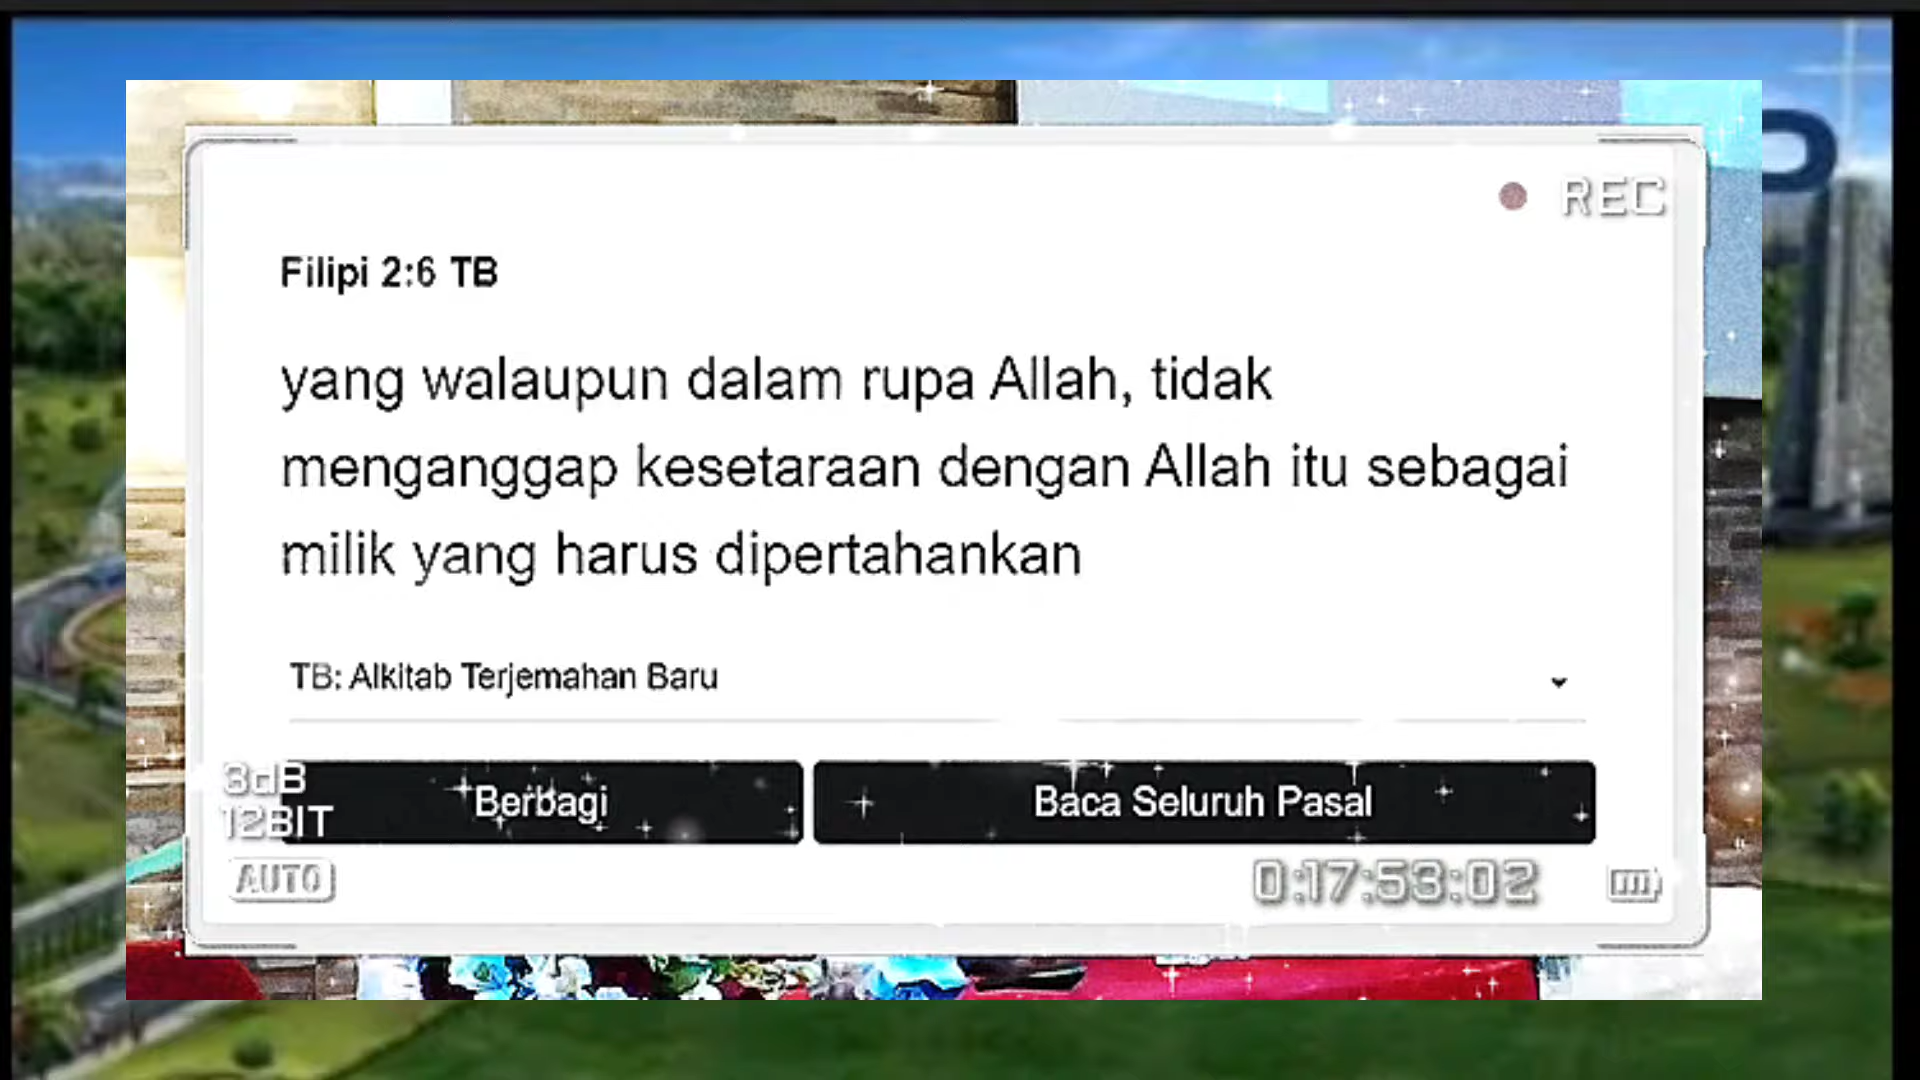 REC
Filipi 2:6 TB
yang walaupun dalam rupa Allah, tidak
menganggap kesetaraan dengan Allah itu sebagai
milik yang harus dipertahankan
TB: Alkitab Terjemahan Baru
3dB
12BIT
Berbagi
Baca Seluruh Pasal
AUTO
0:17:53:02